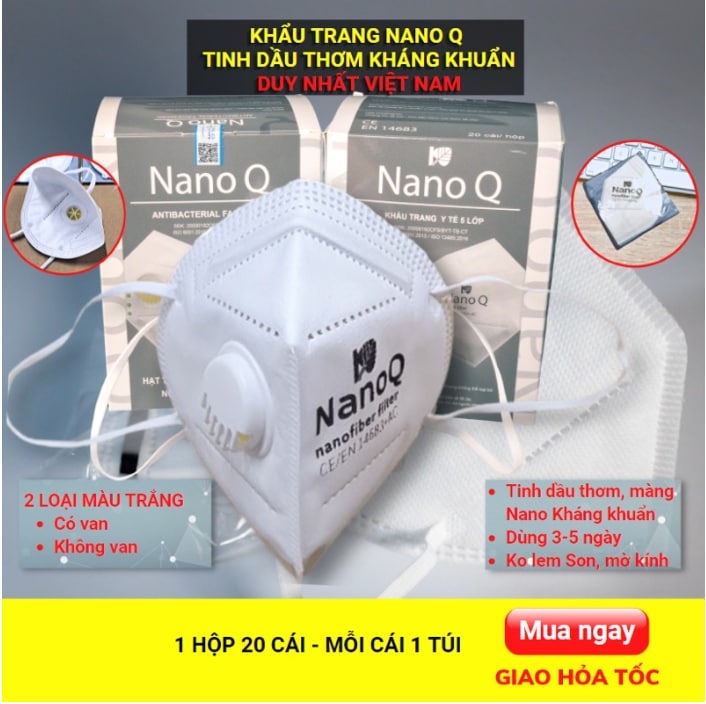 KHẨU TRANG NANO Q
TINH DẦU THƠM KHÁNG KHUẨN
DUY NHẤT VIỆT NAM
CE
EN 14683
20 cái/ hộp
Nano Q
ANTIBACTERIAL
Nano Q
KHẨU TRANG Y TẾ 5 LỚP
Nano Q
Nano Q
HẠT
NanoQ
nanofiber filter
CE/EN 14683+AC
2 LOẠI MÀU TRẮNG
Có van
Không van
Tinh dầu thơm, màng
Nano Kháng khuẩn
Dùng 3-5 ngày
Ko lem Son, mờ kính
1 HỘP 20 CÁI - MỖI CÁI 1 TÚI
Mua ngay
GIAO HỎA TỐC